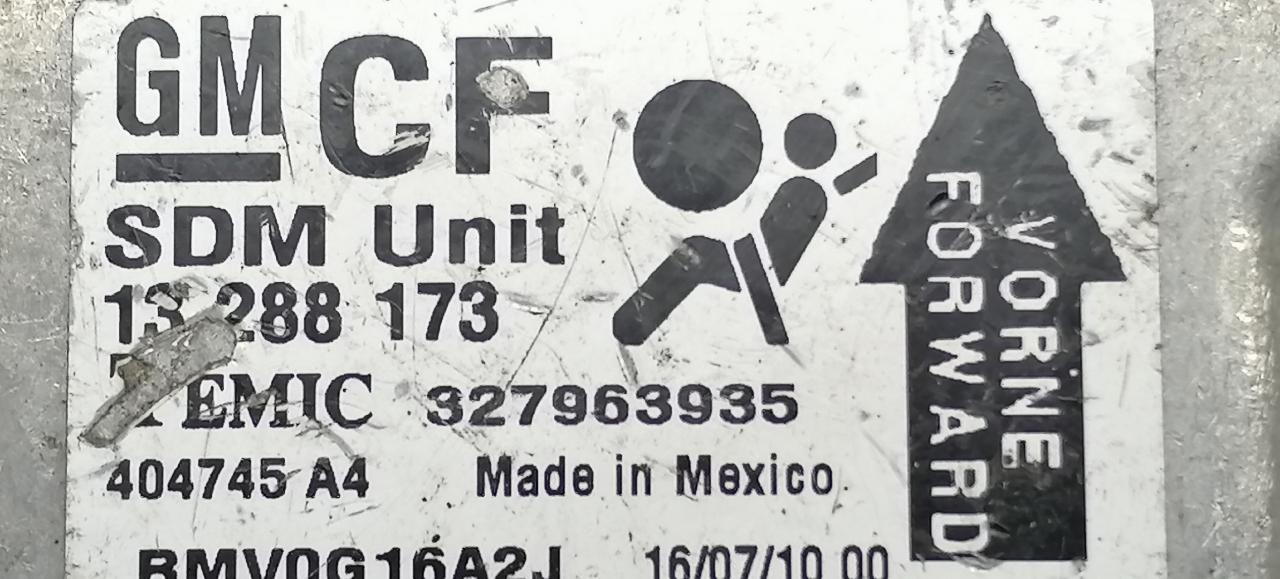 GM CF
SDM Unit
13 288 173
TEMIC 327963935
404745 A4 Made in Mexico
BMV0G16A2J 16/07/10 00
VORNE
FORWARD